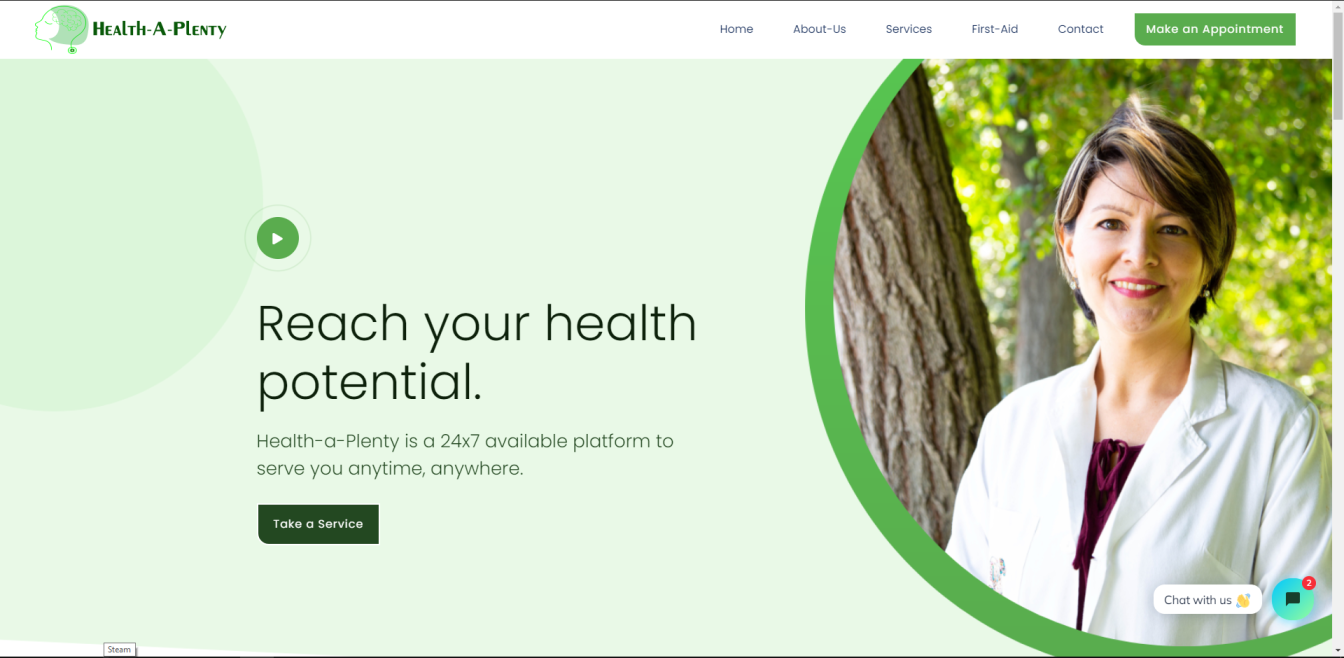 Health-A-Plenty
Home
About-Us
Services
First-Aid
Contact
Make an Appointment
Reach your health
potential.
Health-a-Plenty is a 24x7 available platform to
serve you anytime, anywhere.
Take a Service
2
Chat with us 👋
Steam